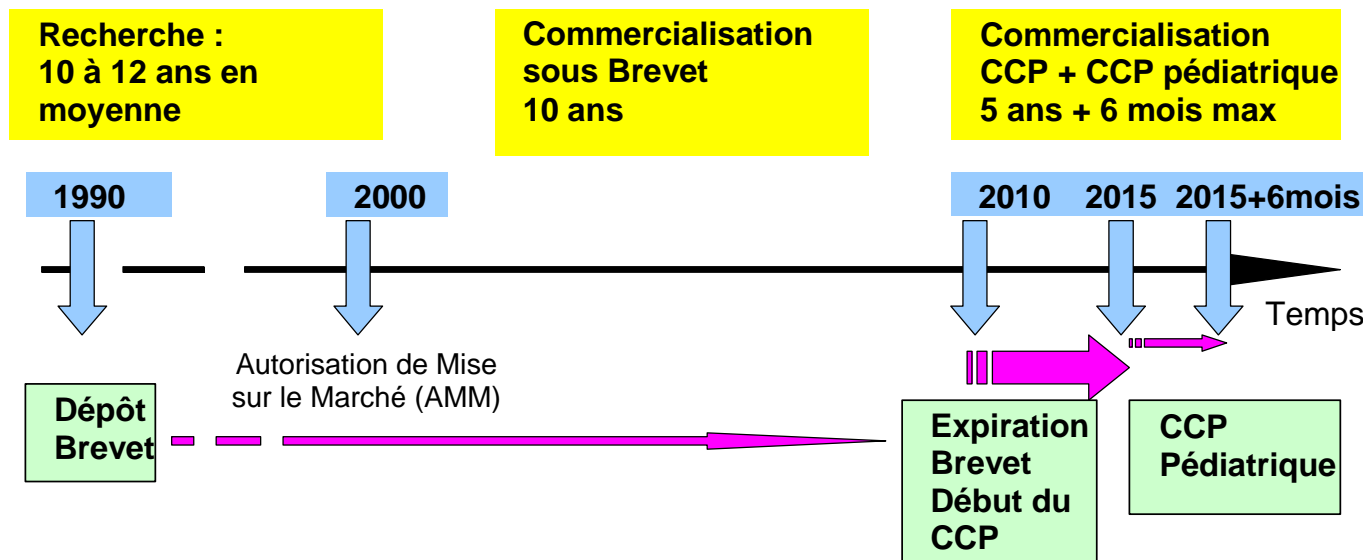 Recherche :
10 à 12 ans en
moyenne
Commercialisation
sous Brevet
10 ans
Commercialisation
CCP + CCP pédiatrique
5 ans + 6 mois max
1990
2000
2010
2015
2015+6mois
Temps
Autorisation de Mise
sur le Marché (AMM)
Dépôt
Brevet
Expiration
Brevet
Début du
CCP
CCP
Pédiatrique